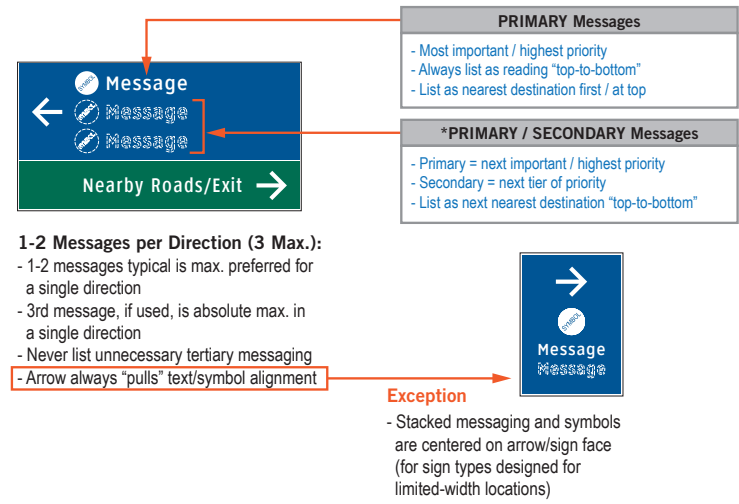 PRIMARY Messages
- Most important / highest priority
- Always list as reading “top-to-bottom”
- List as nearest destination first / at top
SYMBOL Message
SYMBOL Message
SYMBOL Message
Nearby Roads/Exit
*PRIMARY / SECONDARY Messages
- Primary = next important / highest priority
- Secondary = next tier of priority
- List as next nearest destination “top-to-bottom”
1-2 Messages per Direction (3 Max.):
- 1-2 messages typical is max. preferred for
a single direction
- 3rd message, if used, is absolute max. in
a single direction
- Never list unnecessary tertiary messaging
- Arrow always “pulls” text/symbol alignment
SYMBOL
Message
Message
Exception
- Stacked messaging and symbols
are centered on arrow/sign face
(for sign types designed for
limited-width locations)